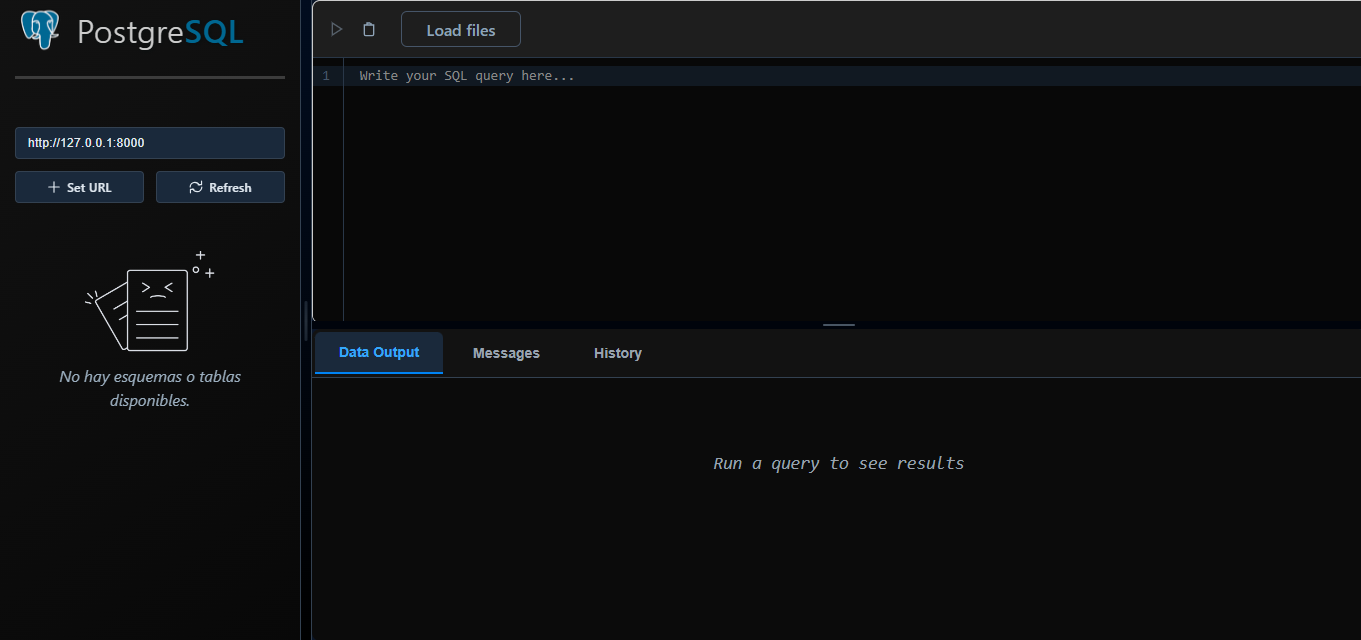 PostgreSQL
http://127.0.0.1:8000
Set URL
Refresh
No hay esquemas o tablas
disponibles.
Load files
1
Write your SQL query here...
Data Output
Messages
History
Run a query to see results